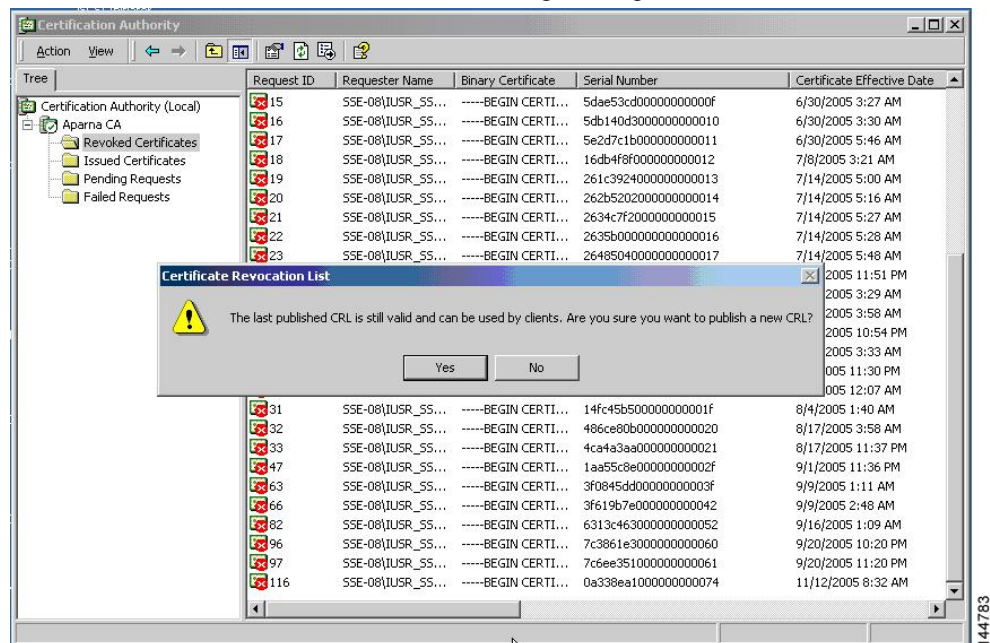 Certification Authority
Action View
Tree
Request ID Requester Name Binary Certificate Serial Number Certificate Effective Date
Certification Authority (Local)
Aparna CA
Revoked Certificates
Issued Certificates
Pending Requests
Failed Requests
15 SSE-08\IUSR_SS... -----BEGIN CERTI... 5dae53cd00000000000f 6/30/2005 3:27 AM
16 SSE-08\IUSR_SS... -----BEGIN CERTI... 5db140d3000000000010 6/30/2005 3:30 AM
17 SSE-08\IUSR_SS... -----BEGIN CERTI... 5e2d7c1b000000000011 6/30/2005 5:46 AM
18 SSE-08\IUSR_SS... -----BEGIN CERTI... 16db4f8f000000000012 7/8/2005 3:21 AM
19 SSE-08\IUSR_SS... -----BEGIN CERTI... 261c3924000000000013 7/14/2005 5:00 AM
20 SSE-08\IUSR_SS... -----BEGIN CERTI... 262b5202000000000014 7/14/2005 5:16 AM
21 SSE-08\IUSR_SS... -----BEGIN CERTI... 2634c7f2000000000015 7/14/2005 5:27 AM
22 SSE-08\IUSR_SS... -----BEGIN CERTI... 2635b000000000000016 7/14/2005 5:28 AM
23 SSE-08\IUSR_SS... -----BEGIN CERTI... 26485040000000000017 7/14/2005 5:48 AM
Certificate Revocation List
2005 11:51 PM
2005 3:29 AM
The last published CRL is still valid and can be used by clients. Are you sure you want to publish a new CRL?
2005 3:58 AM
2005 10:54 PM
2005 3:33 AM
Yes No
005 11:30 PM
005 12:07 AM
31 SSE-08\IUSR_SS... -----BEGIN CERTI... 14fc45b500000000001f 8/4/2005 1:40 AM
32 SSE-08\IUSR_SS... -----BEGIN CERTI... 486ce80b000000000020 8/17/2005 3:58 AM
33 SSE-08\IUSR_SS... -----BEGIN CERTI... 4ca4a3aa000000000021 8/17/2005 11:37 PM
47 SSE-08\IUSR_SS... -----BEGIN CERTI... 1aa55c8e00000000002f 9/1/2005 11:36 PM
63 SSE-08\IUSR_SS... -----BEGIN CERTI... 3f0845dd00000000003f 9/9/2005 1:11 AM
66 SSE-08\IUSR_SS... -----BEGIN CERTI... 3f619b7e000000000042 9/9/2005 2:48 AM
82 SSE-08\IUSR_SS... -----BEGIN CERTI... 6313c463000000000052 9/16/2005 1:09 AM
96 SSE-08\IUSR_SS... -----BEGIN CERTI... 7c3861e3000000000060 9/20/2005 10:20 PM
97 SSE-08\IUSR_SS... -----BEGIN CERTI... 7c6ee351000000000061 9/20/2005 11:20 PM
116 SSE-08\IUSR_SS... -----BEGIN CERTI... 0a338ea1000000000074 11/12/2005 8:32 AM
144783